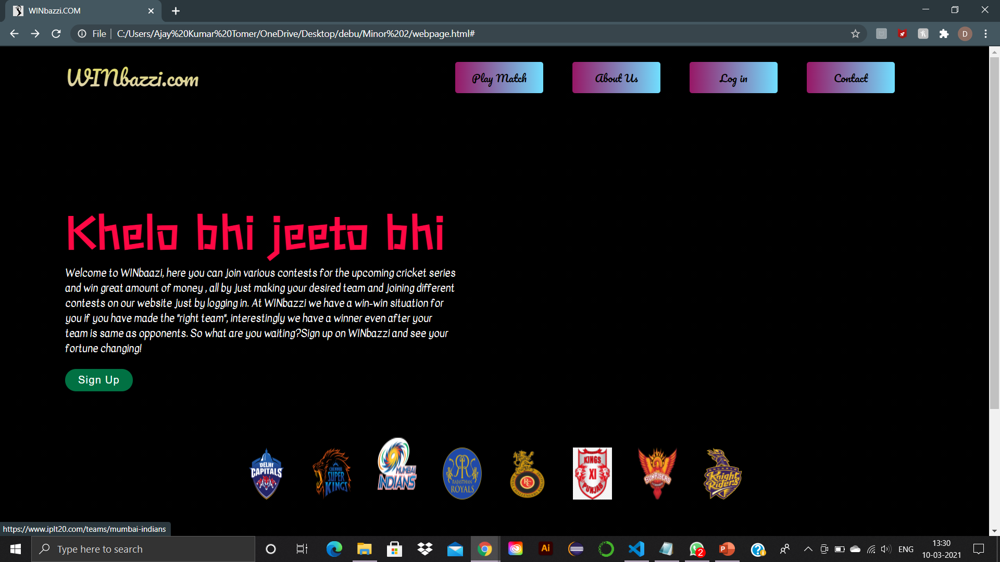 WINbazzi.COM
File
C:/Users/Ajay%20Kumar%20Tomer/OneDrive/Desktop/debu/Minor%202/webpage.html#
D
WINbazzi.com
Play Match
About Us
Log in
Contact
Khelo bhi jeeto bhi
Welcome to WINbaazi, here you can join various contests for the upcoming cricket series
and win great amount of money , all by just making your desired team and joining different
contests on our website just by logging in. At WINbazzi we have a win-win situation for
you if you have made the "right team", interestingly we have a winner even after your
team is same as opponents. So what are you waiting?Sign up on WINbazzi and see your
fortune changing!
Sign Up
DELHI
CAPITALS
CHENNAI
SUPER
KINGS
MUMBAI
INDIANS
RAJASTHAN
ROYALS
KINGS
XI
PUNJAB
SUNRISERS
KOLKATA
Knight
Riders
https://www.iplt20.com/teams/mumbai-indians
Type here to search
Ai
2
P
ENG
13:30
10-03-2021